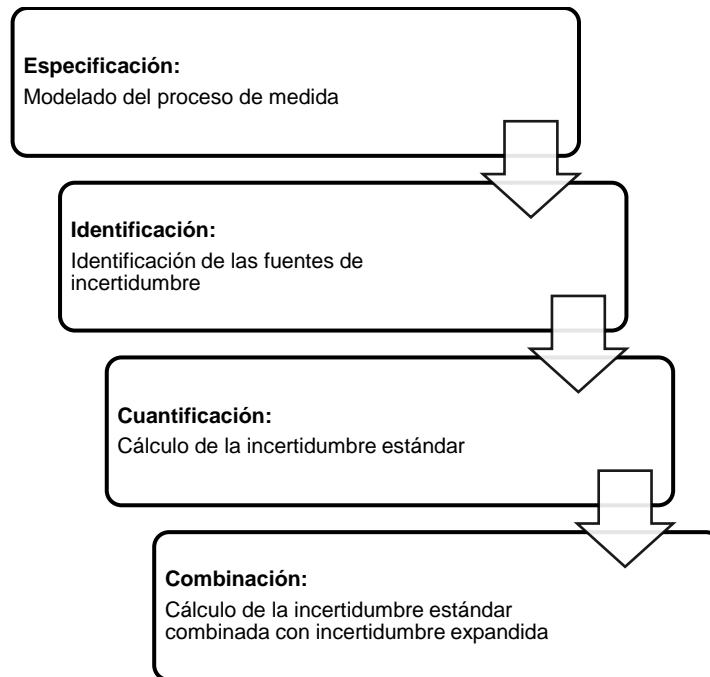 Especificación:
Modelado del proceso de medida
Identificación:
Identificación de las fuentes de
incertidumbre
Cuantificación:
Cálculo de la incertidumbre estándar
Combinación:
Cálculo de la incertidumbre estándar
combinada con incertidumbre expandida